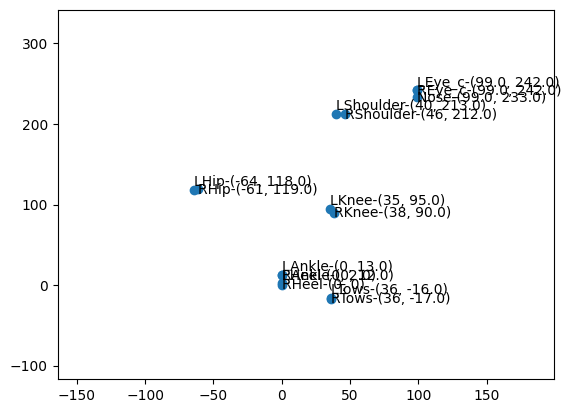 300
200
100
0
−100
−150
−100
−50
0
50
100
150
LEye_c-(99.0, 242.0)
REye_c-(99.0, 242.0)
Nose-(99.0, 233.0)
LShoulder-(40, 213.0)
RShoulder-(46, 212.0)
LHip-(-64, 118.0)
RHip-(-61, 119.0)
LKnee-(35, 95.0)
RKnee-(38, 90.0)
LAnkle-(0, 13.0)
RHeel-(0, 0)
LTows-(36, -16.0)
RTows-(36, -17.0)